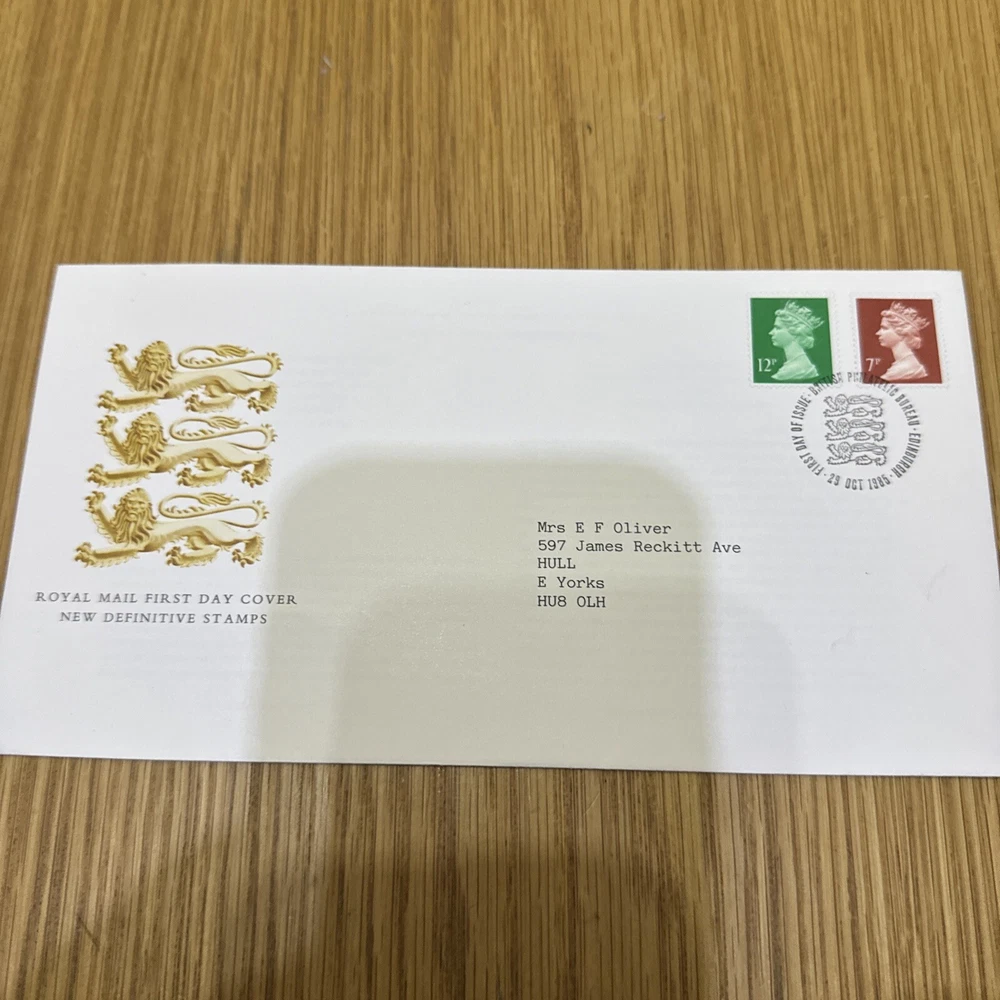 12P
7P
FIRST DAY OF ISSUE · BRITISH PHILATELIC BUREAU · EDINBURGH ·
29 OCT 1985
Mrs E F Oliver
597 James Reckitt Ave
HULL
E Yorks
HU8 OLH
ROYAL MAIL FIRST DAY COVER
NEW DEFINITIVE STAMPS